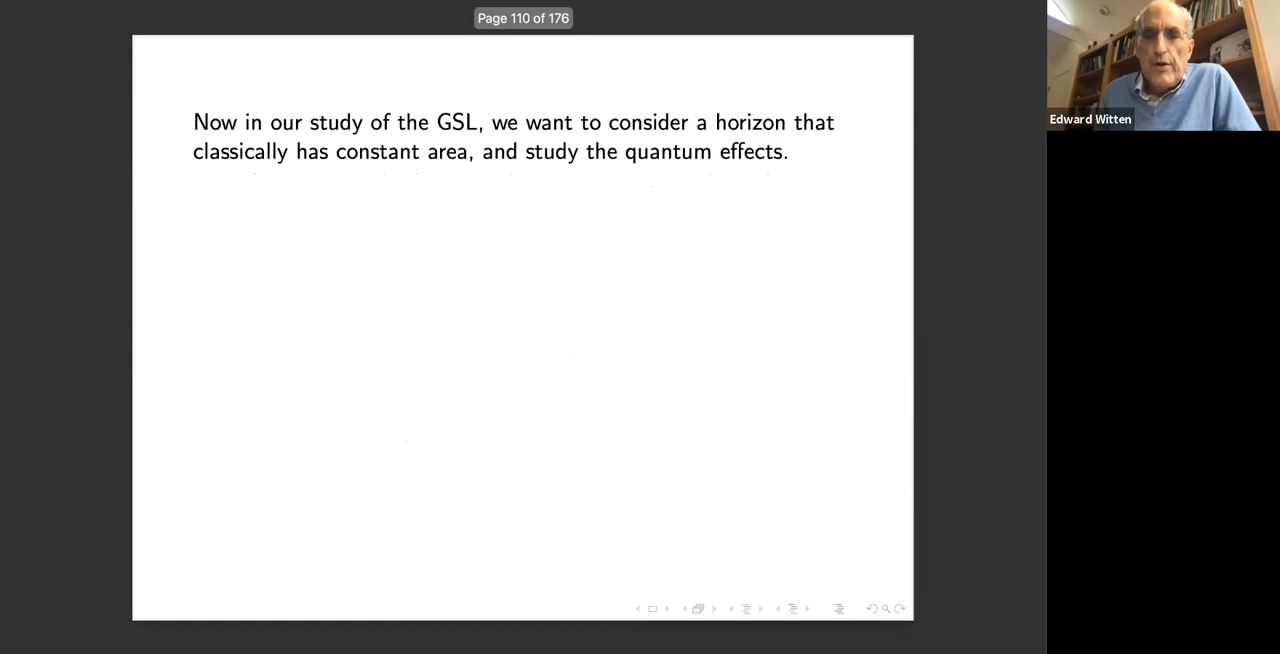 Page 110 of 176
Now in our study of the GSL, we want to consider a horizon that
classically has constant area, and study the quantum effects.
Edward Witten